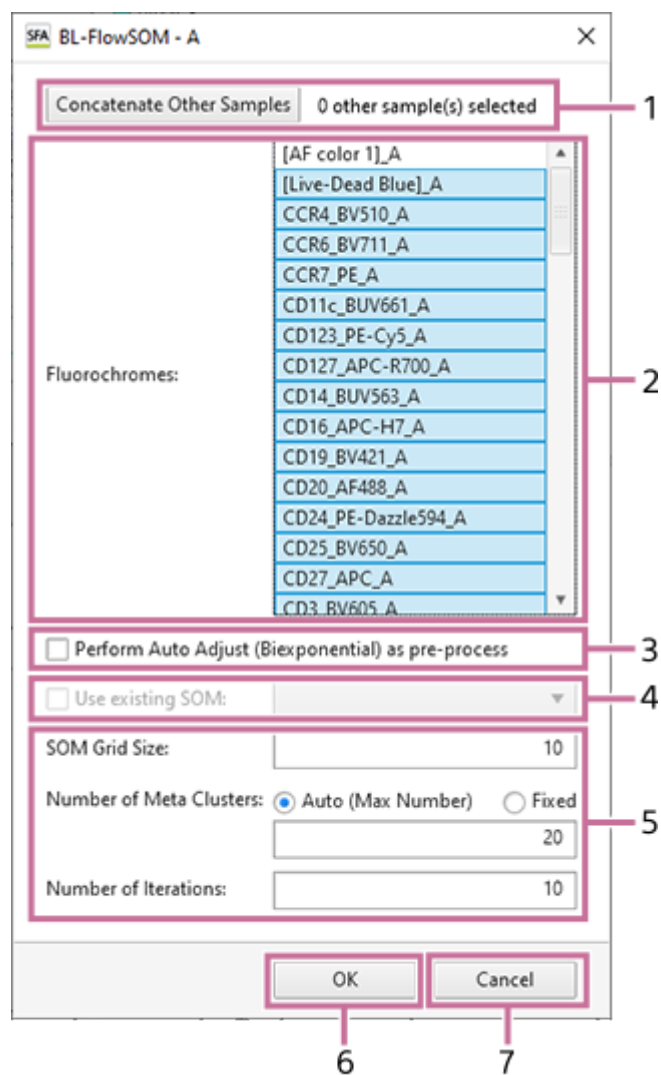 SFA BL-FlowSOM - A
Concatenate Other Samples 0 other sample(s) selected 1
[AF color 1]_A
[Live-Dead Blue]_A
CCR4_BV510_A
CCR6_BV711_A
CCR7_PE_A
CD11c_BUV661_A
CD123_PE-Cy5_A
CD127_APC-R700_A
Fluorochromes: 2
CD14_BUV563_A
CD16_APC-H7_A
CD19_BV421_A
CD20_AF488_A
CD24_PE-Dazzle594_A
CD25_BV650_A
CD27_APC_A
CD3_BV605_A
Perform Auto Adjust (Biexponential) as pre-process 3
Use existing SOM: 4
SOM Grid Size: 10
Number of Meta Clusters: Auto (Max Number) Fixed
5
20
Number of Iterations: 10
OK Cancel
6 7